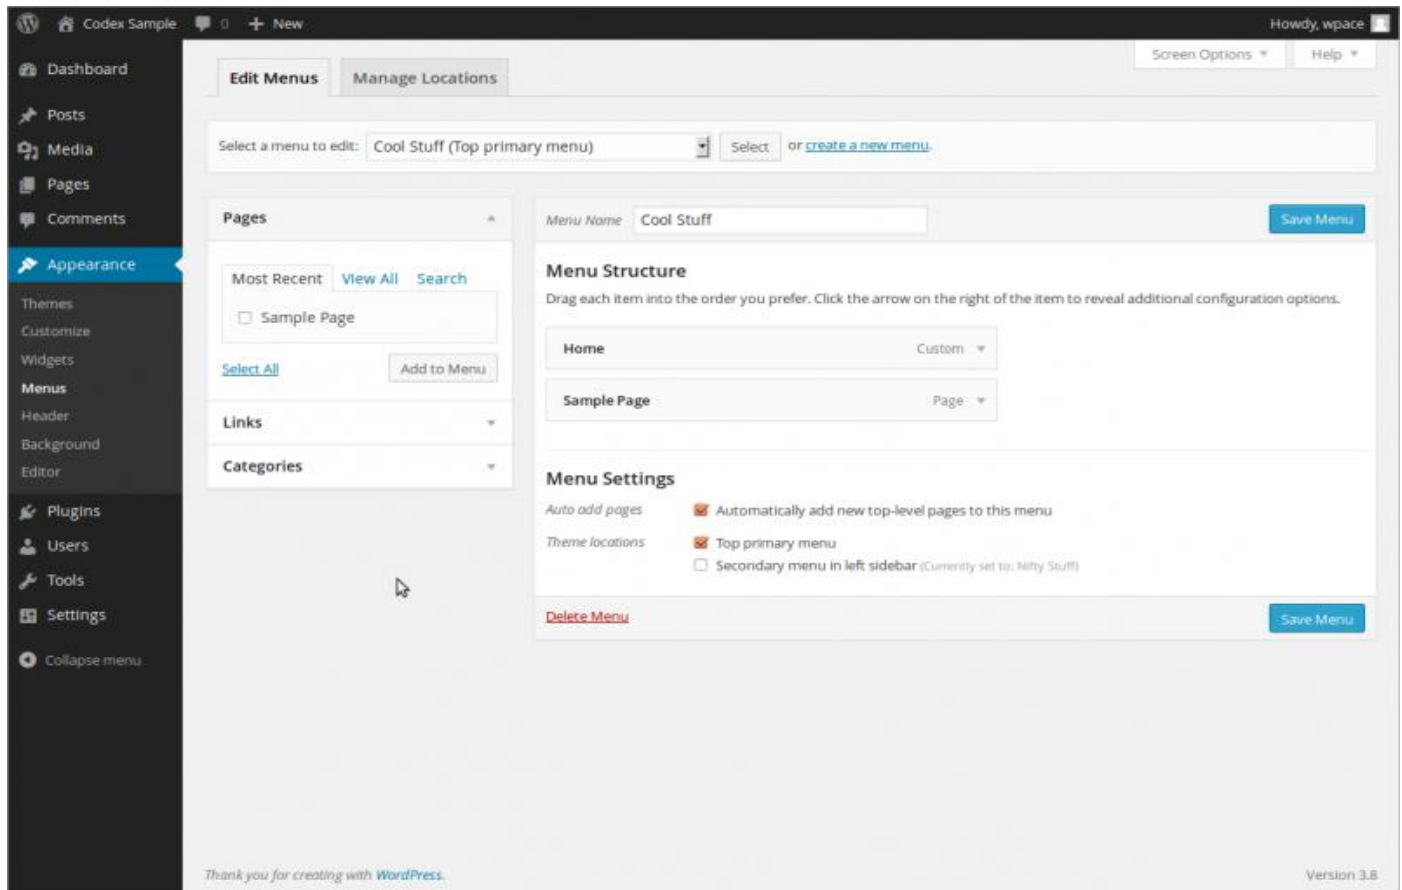 Codex Sample 0 + New Howdy, wpace
Screen Options Help
Dashboard
Posts
Media
Pages
Comments
Appearance
Themes
Customize
Widgets
Menus
Header
Background
Editor
Plugins
Users
Tools
Settings
Collapse menu
Edit Menus Manage Locations
Select a menu to edit: Cool Stuff (Top primary menu) Select or create a new menu.
Pages
Most Recent View All Search
Sample Page
Select All Add to Menu
Links
Categories
Menu Name Cool Stuff Save Menu
Menu Structure
Drag each item into the order you prefer. Click the arrow on the right of the item to reveal additional configuration options.
Home Custom
Sample Page Page
Menu Settings
Auto add pages Automatically add new top-level pages to this menu
Theme locations Top primary menu
Secondary menu in left sidebar (Currently set to: Nifty Stuff)
Delete Menu Save Menu
Thank you for creating with WordPress. Version 3.8